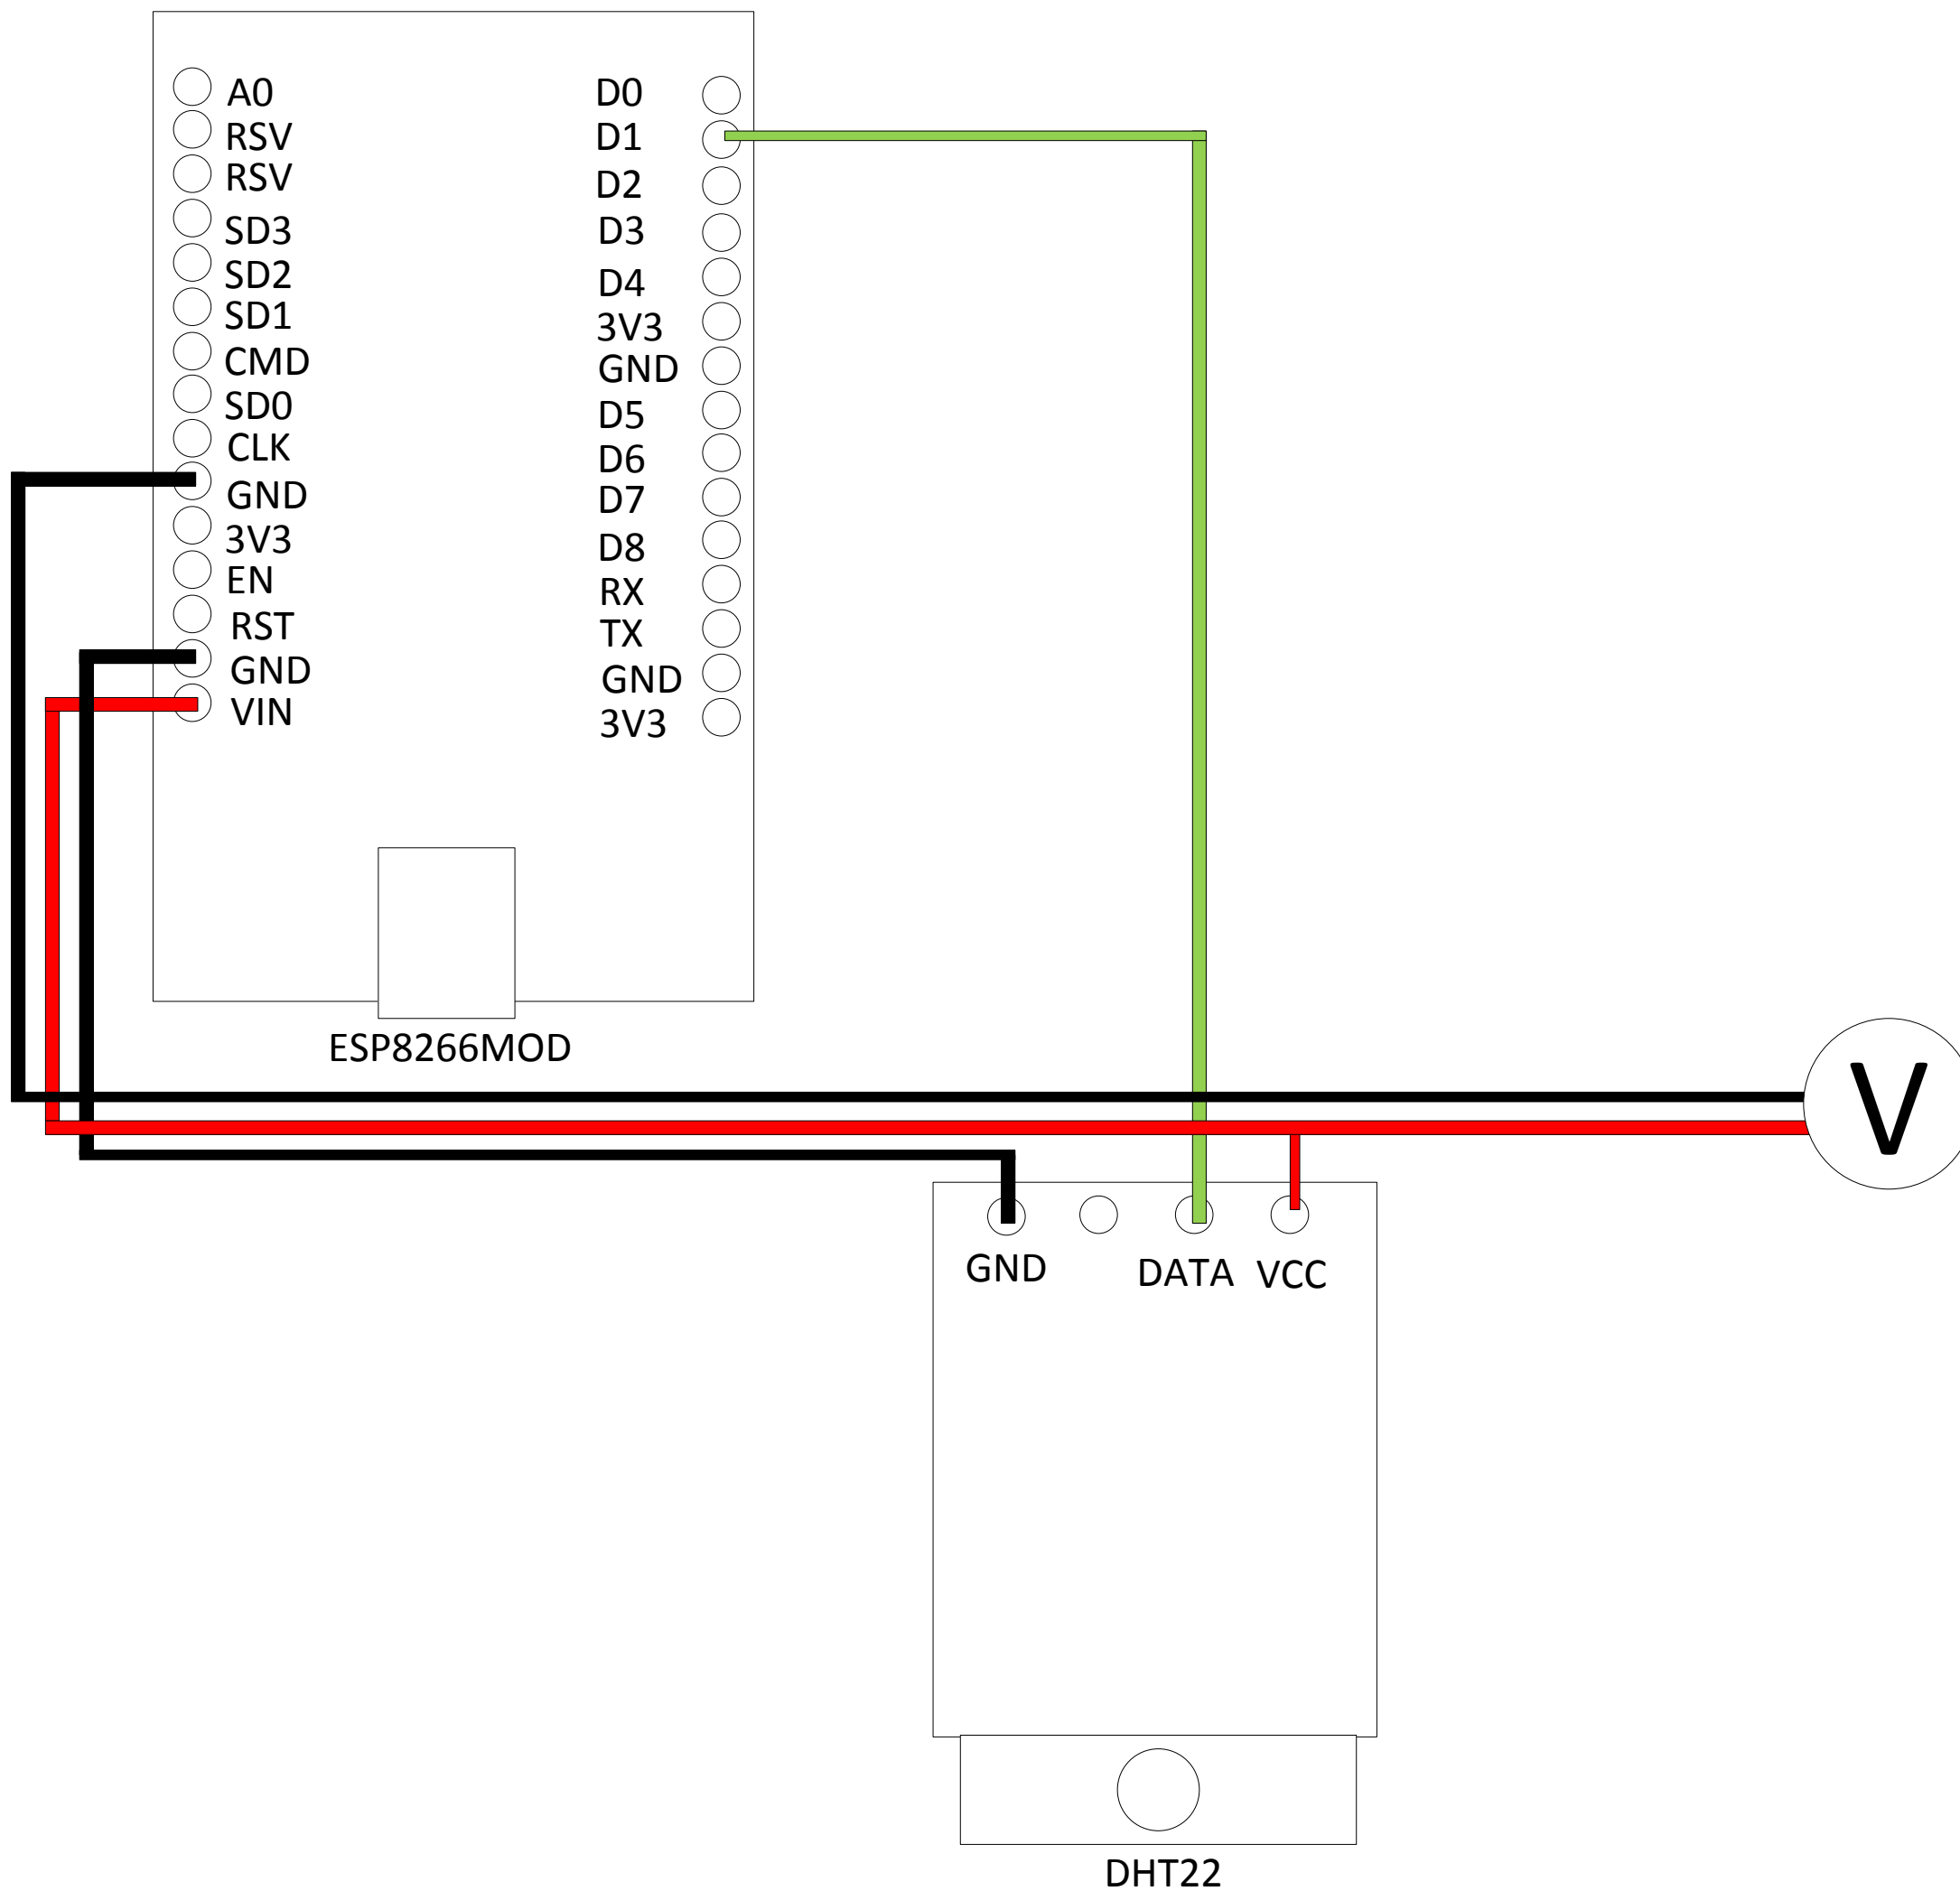 A0
RSV
RSV
SD3
SD2
SD1
CMD
SD0
CLK
GND
3V3
EN
RST
GND
VIN
D0
D1
D2
D3
D4
3V3
GND
D5
D6
D7
D8
RX
TX
GND
3V3
ESP8266MOD
V
GND DATA VCC
DHT22